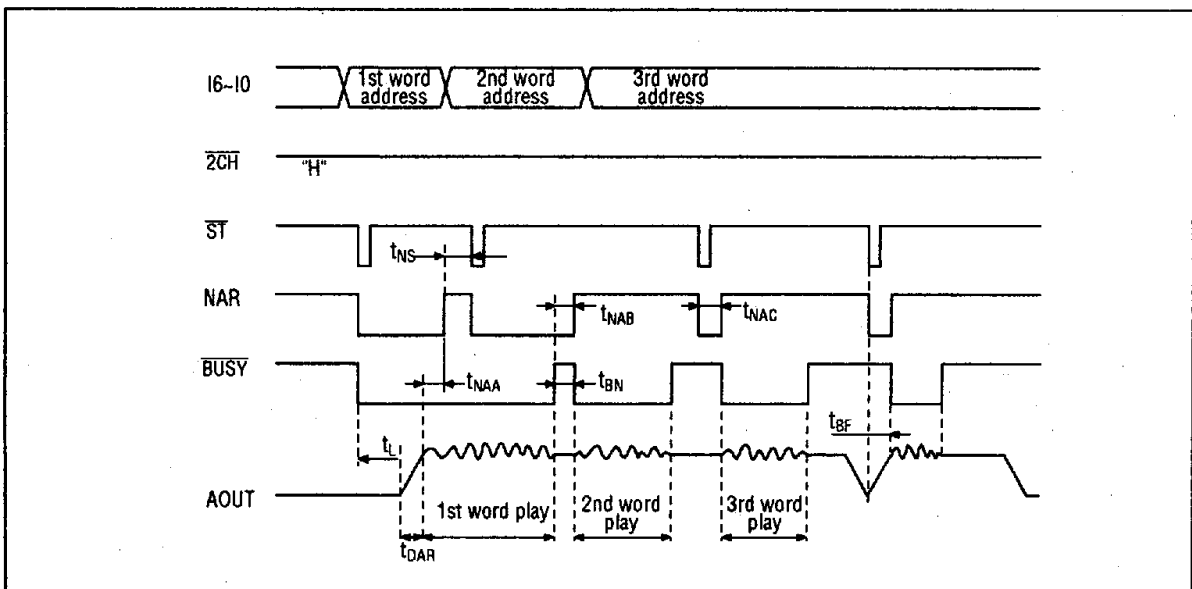 I6~I0
1st word
address
2nd word
address
3rd word
address
2CH
"H"
ST
tNS
NAR
tNAB
tNAC
BUSY
tNAA
tBN
tBF
tL
AOUT
1st word play
2nd word
play
3rd word
play
tDAR